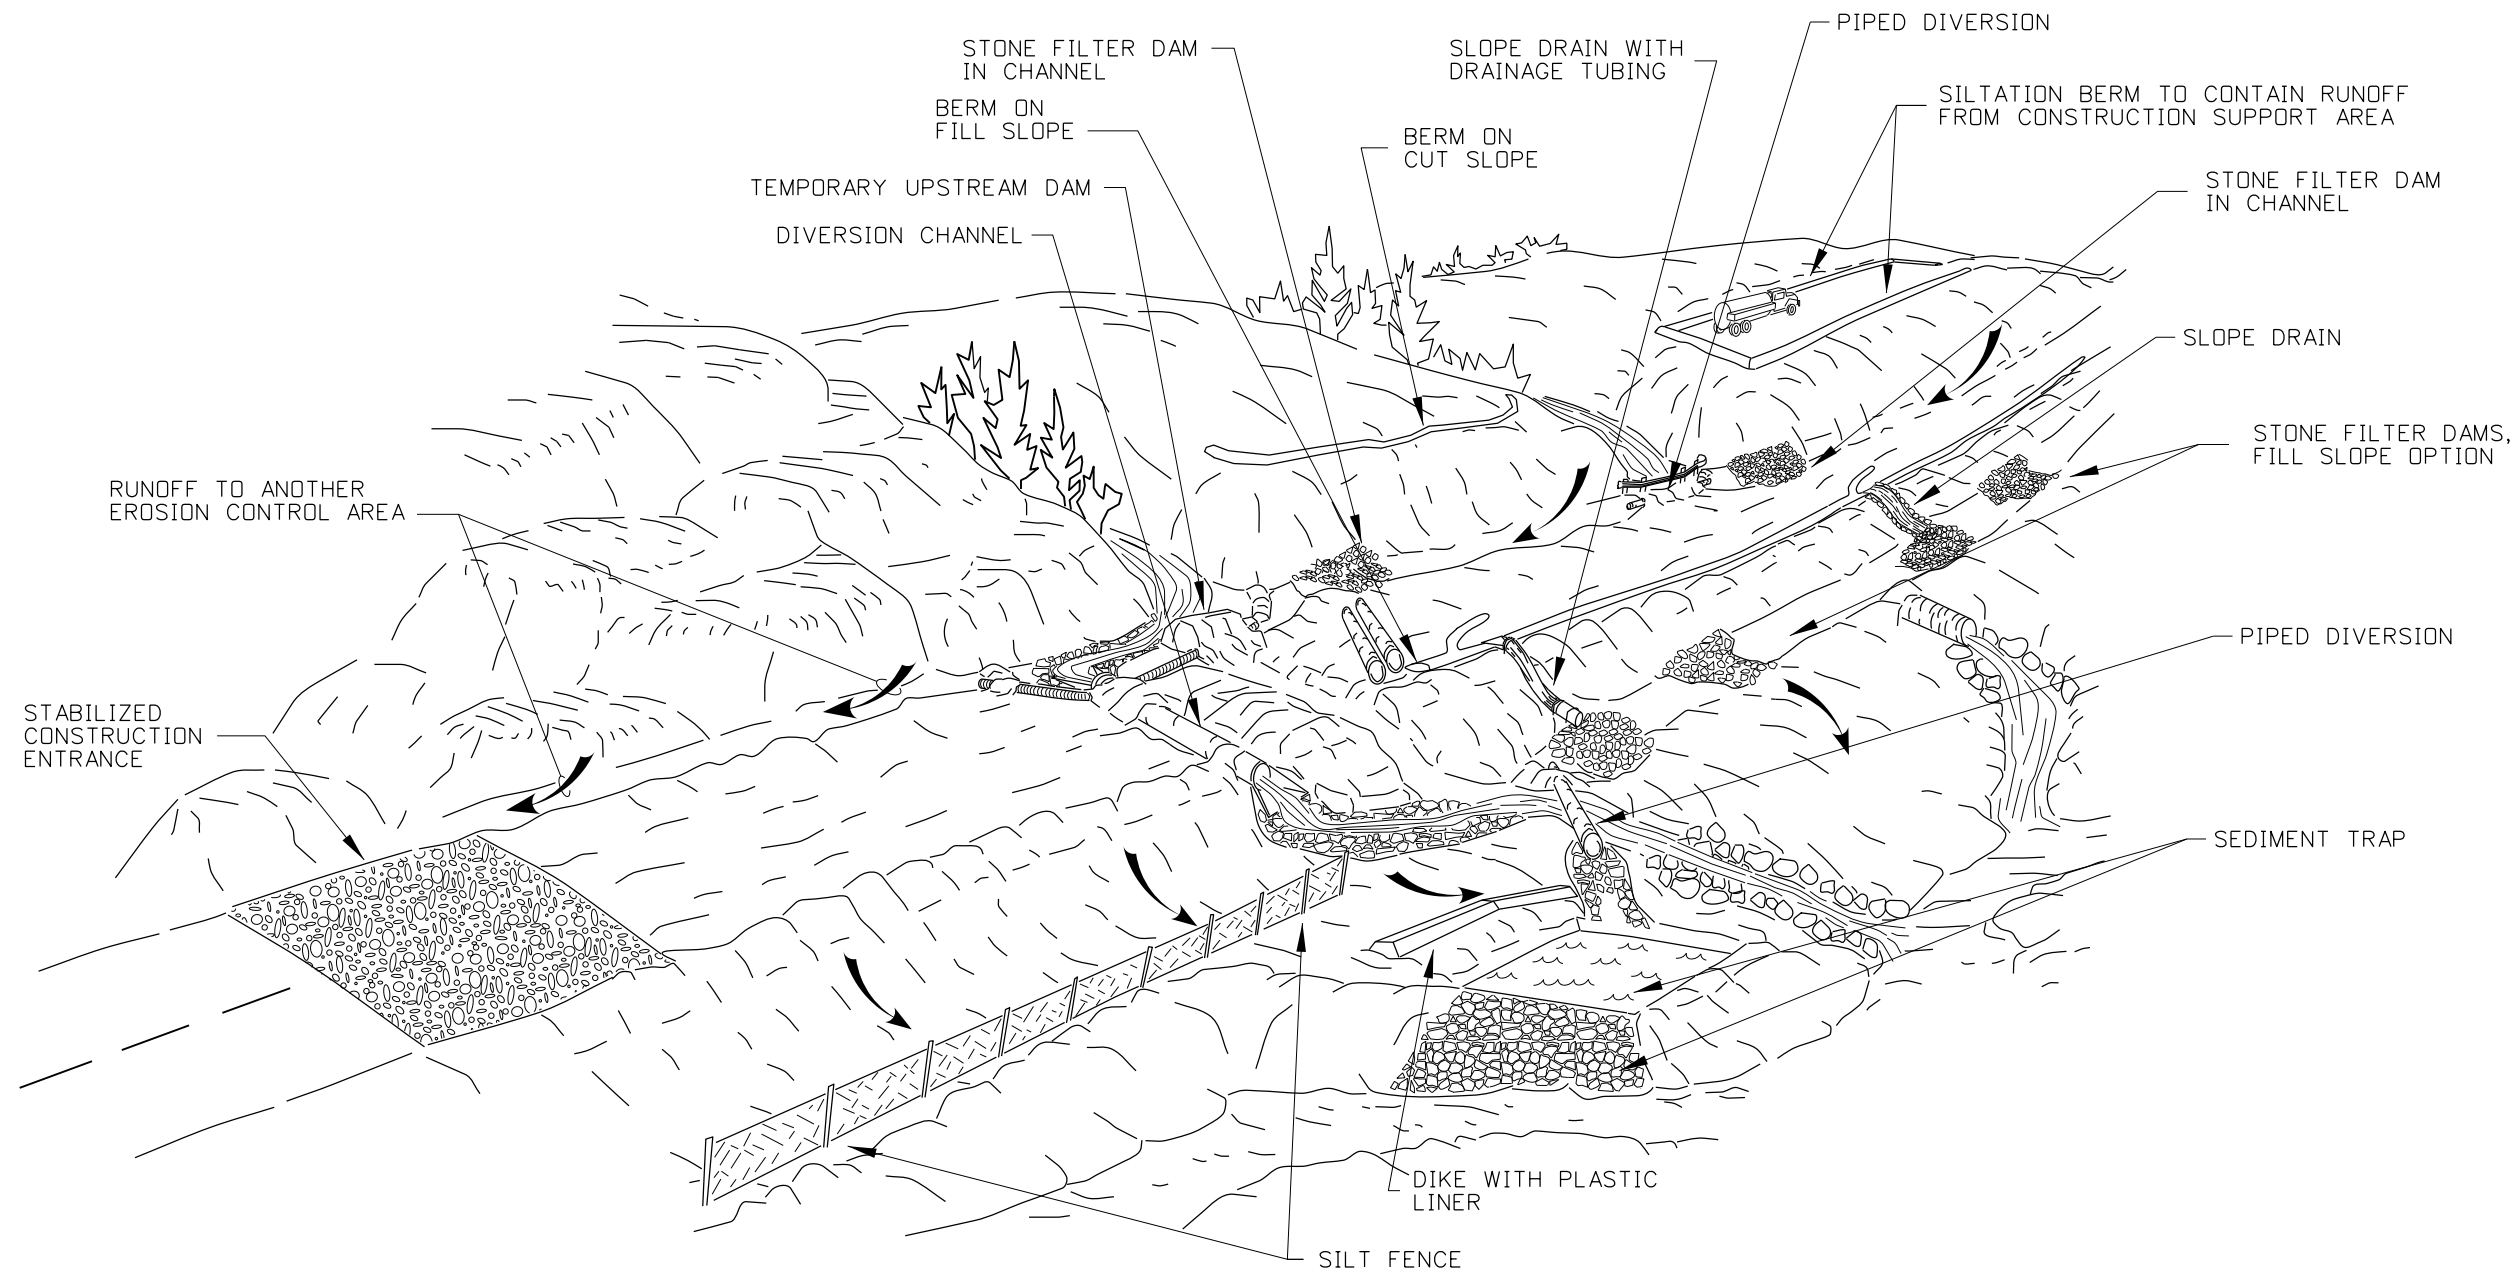 PIPED DIVERSION
STONE FILTER DAM
IN CHANNEL
SLOPE DRAIN WITH
DRAINAGE TUBING
SILTATION BERM TO CONTAIN RUNOFF
FROM CONSTRUCTION SUPPORT AREA
BERM ON
FILL SLOPE
BERM ON
CUT SLOPE
TEMPORARY UPSTREAM DAM
STONE FILTER DAM
IN CHANNEL
DIVERSION CHANNEL
SLOPE DRAIN
STONE FILTER DAMS,
FILL SLOPE OPTION
RUNOFF TO ANOTHER
EROSION CONTROL AREA
PIPED DIVERSION
STABILIZED
CONSTRUCTION
ENTRANCE
SEDIMENT TRAP
DIKE WITH PLASTIC
LINER
SILT FENCE